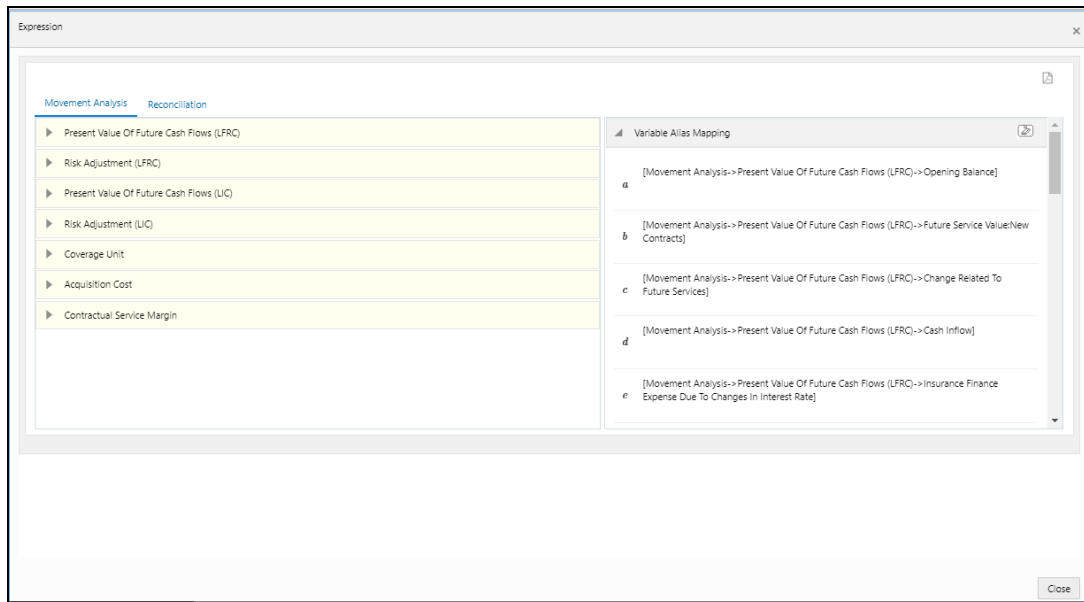 Expression
Movement Analysis
Reconciliation
Present Value Of Future Cash Flows (LFRC)
Risk Adjustment (LFRC)
Present Value Of Future Cash Flows (LIC)
Risk Adjustment (LIC)
Coverage Unit
Acquisition Cost
Contractual Service Margin
Variable Alias Mapping
a [Movement Analysis->Present Value Of Future Cash Flows (LFRC)->Opening Balance]
b [Movement Analysis->Present Value Of Future Cash Flows (LFRC)->Future Service Value:New
Contracts]
c [Movement Analysis->Present Value Of Future Cash Flows (LFRC)->Change Related To
Future Services]
d [Movement Analysis->Present Value Of Future Cash Flows (LFRC)->Cash Inflow]
e [Movement Analysis->Present Value Of Future Cash Flows (LFRC)->Insurance Finance
Expense Due To Changes In Interest Rate]
Close